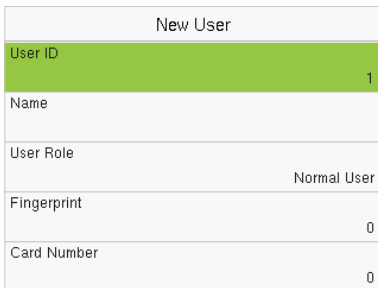 New User
User ID
1
Name
User Role
Normal User
Fingerprint
0
Card Number
0